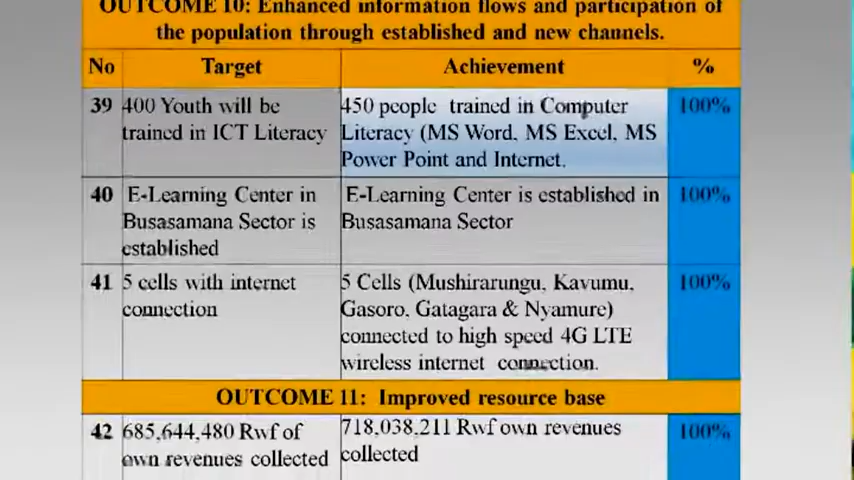 OUTCOME 10: Enhanced information flows and participation of
the population through established and new channels.
No Target Achievement %
39 400 Youth will be trained in ICT Literacy 450 people trained in Computer Literacy (MS Word, MS Excel, MS Power Point and Internet. 100%
40 E-Learning Center in Busasamana Sector is established E-Learning Center is established in Busasamana Sector 100%
41 5 cells with internet connection 5 Cells (Mushirarungu, Kavumu, Gasoro, Gatagara & Nyamure) connected to high speed 4G LTE wireless internet connection. 100%
OUTCOME 11: Improved resource base
42 685,644,480 Rwf of own revenues collected 718,038,211 Rwf own revenues collected 100%